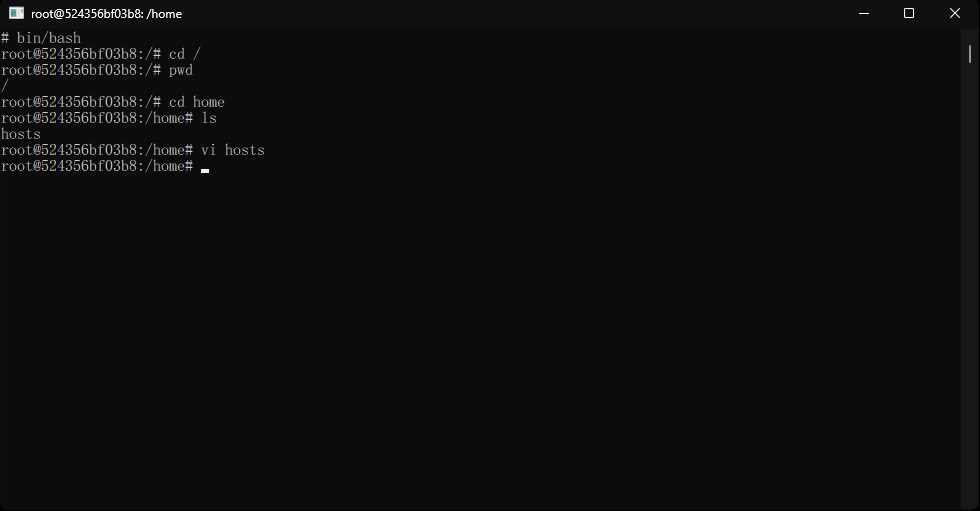 root@524356bf03b8: /home
# bin/bash
root@524356bf03b8:/# cd /
root@524356bf03b8:/# pwd
/
root@524356bf03b8:/# cd home
root@524356bf03b8:/home# ls
hosts
root@524356bf03b8:/home# vi hosts
root@524356bf03b8:/home#